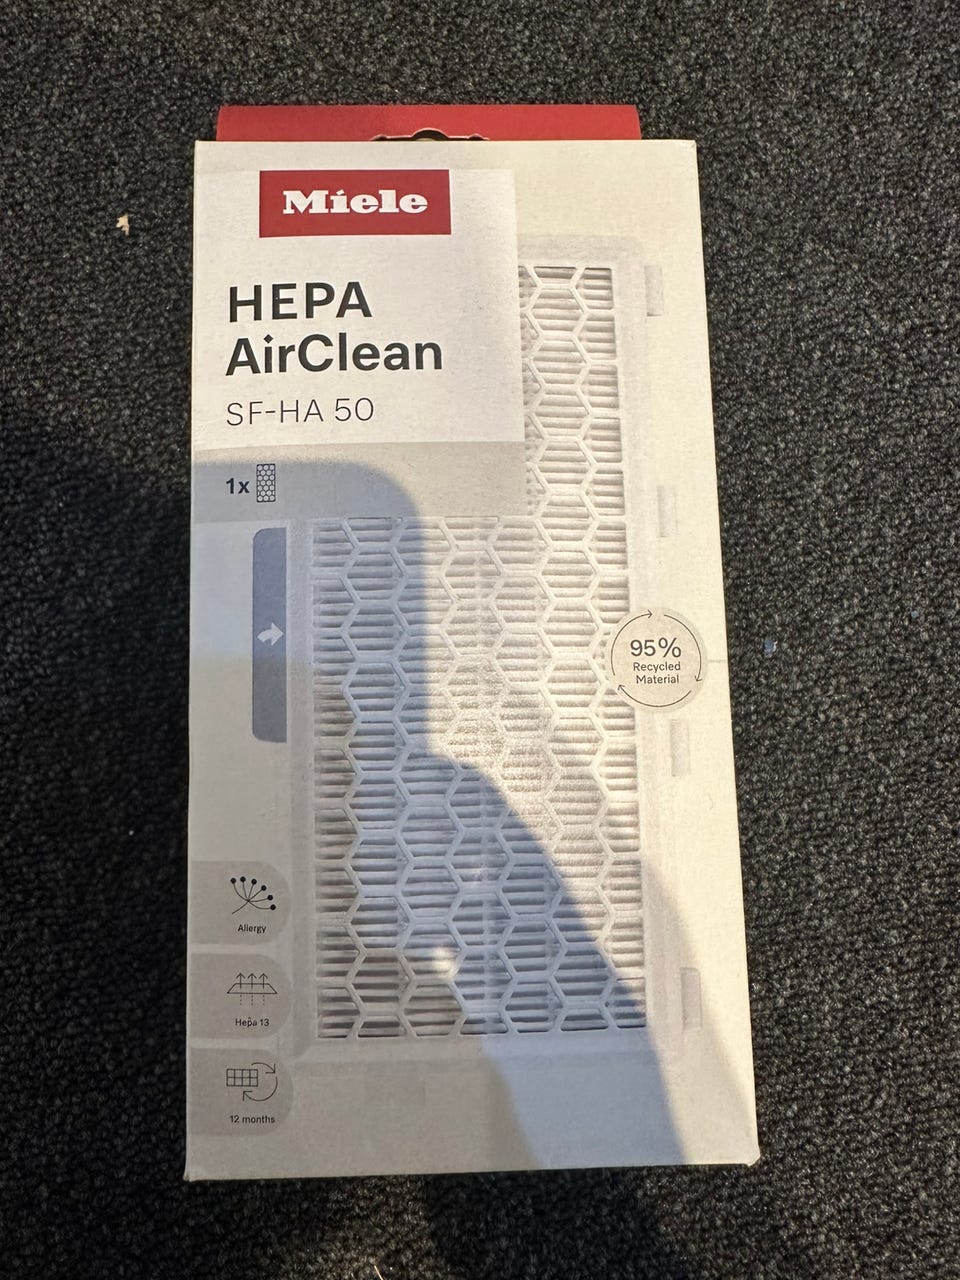 Miele
HEPA
AirClean
SF-HA 50
1x
95%
Recycled
Material
Allergy
Hepa 13
12 months